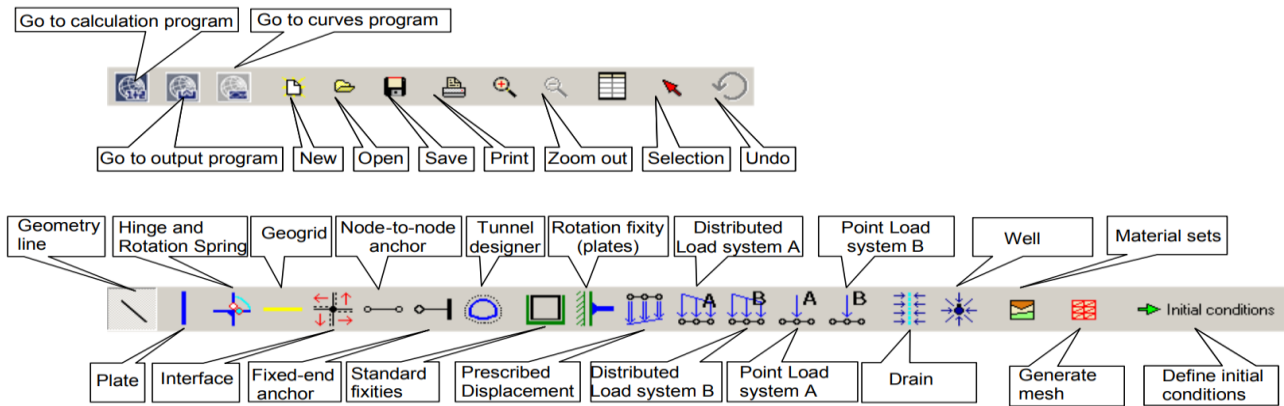 Go to calculation program
Go to curves program
1+2
Go to output program
New
Open
Save
Print
Zoom out
Selection
Undo
Geometry
line
Hinge and
Rotation Spring
Geogrid
Node-to-node
anchor
Tunnel
designer
Rotation fixity
(plates)
Distributed
Load system A
Point Load
system B
Well
Material sets
A
B
A
B
Initial conditions
Plate
Interface
Fixed-end
anchor
Standard
fixities
Prescribed
Displacement
Distributed
Load system B
Point Load
system A
Drain
Generate
mesh
Define initial
conditions